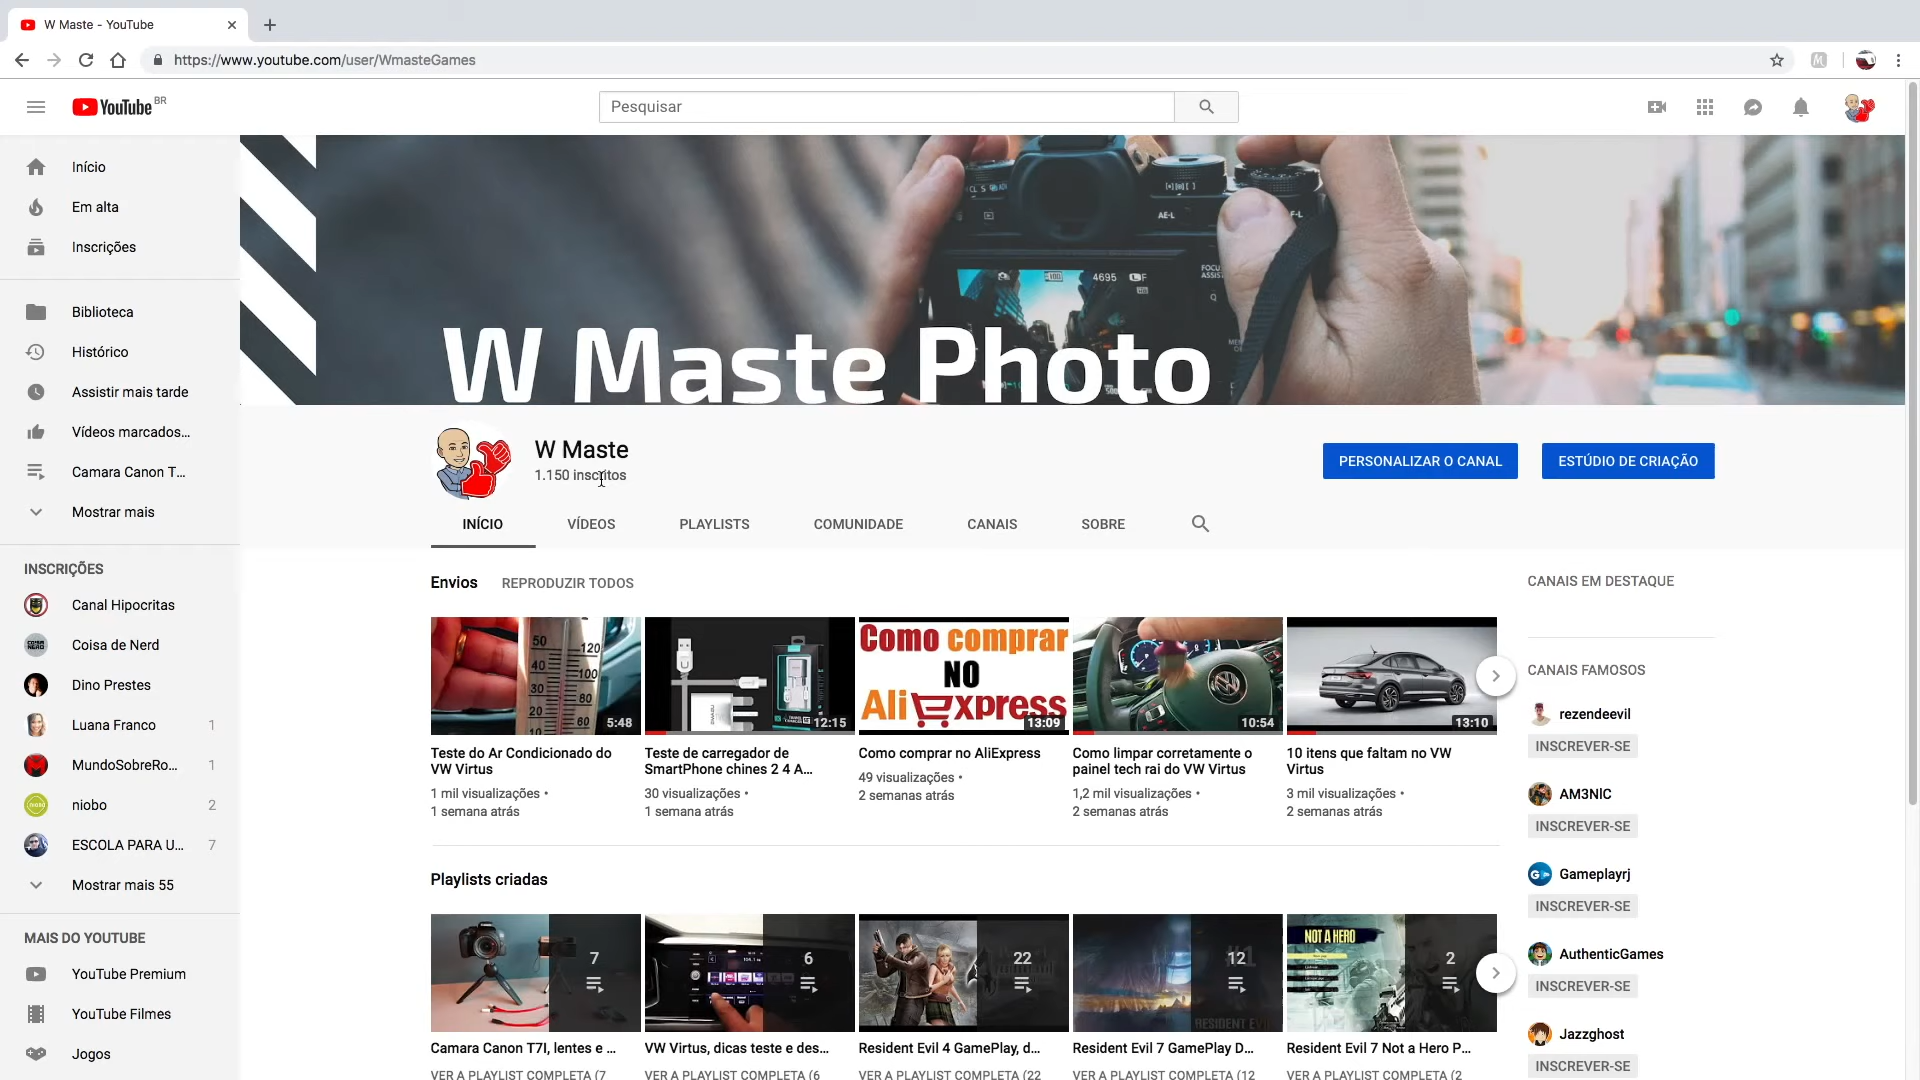 W Maste - YouTube
https://www.youtube.com/user/WmasteGames
YouTube BR
Pesquisar
Início
Em alta
Inscrições
Biblioteca
Histórico
Assistir mais tarde
Vídeos marcados...
Camara Canon T...
Mostrar mais
INSCRIÇÕES
Canal Hipocritas
Coisa de Nerd
Dino Prestes
Luana Franco 1
MundoSobreRo... 1
niobo 2
ESCOLA PARA U... 7
Mostrar mais 55
MAIS DO YOUTUBE
YouTube Premium
YouTube Filmes
Jogos
AE-L
F-L
4695
W Maste Photo
W Maste
1.150 inscritos
PERSONALIZAR O CANAL
ESTÚDIO DE CRIAÇÃO
INÍCIO
VÍDEOS
PLAYLISTS
COMUNIDADE
CANAIS
SOBRE
Envios
REPRODUZIR TODOS
5:48
12:15
Como comprar
NO
AliExpress
13:09
10:54
13:10
Teste do Ar Condicionado do
VW Virtus
1 mil visualizações •
1 semana atrás
Teste de carregador de
SmartPhone chines 2 4 A...
30 visualizações •
1 semana atrás
Como comprar no AliExpress
49 visualizações •
2 semanas atrás
Como limpar corretamente o
painel tech rai do VW Virtus
1,2 mil visualizações •
2 semanas atrás
10 itens que faltam no VW
Virtus
3 mil visualizações •
2 semanas atrás
Playlists criadas
7
6
22
12
#1
RESIDENT EVIL
NOT A HERO
2
Camara Canon T7I, lentes e ...
VER A PLAYLIST COMPLETA (7
VW Virtus, dicas teste e des...
VER A PLAYLIST COMPLETA (6
Resident Evil 4 GamePlay, d...
VER A PLAYLIST COMPLETA (22
Resident Evil 7 GamePlay D...
VER A PLAYLIST COMPLETA (12
Resident Evil 7 Not a Hero P...
VER A PLAYLIST COMPLETA (2
CANAIS EM DESTAQUE
CANAIS FAMOSOS
rezendeevil
INSCREVER-SE
AM3NIC
INSCREVER-SE
Gameplayrj
INSCREVER-SE
AuthenticGames
INSCREVER-SE
Jazzghost
INSCREVER-SE